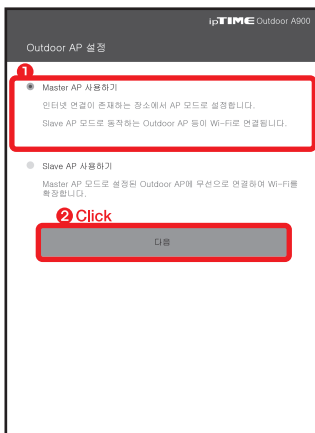 ipTIME Outdoor A900
Outdoor AP 설정
1
Master AP 사용하기
인터넷 연결이 존재하는 장소에서 AP 모드로 설정합니다.
Slave AP 모드로 동작하는 Outdoor AP 등이 Wi-Fi로 연결됩니다.
Slave AP 사용하기
Master AP 모드로 설정된 Outdoor AP에 무선으로 연결하여 Wi-Fi를
확장합니다.
2 Click
다음